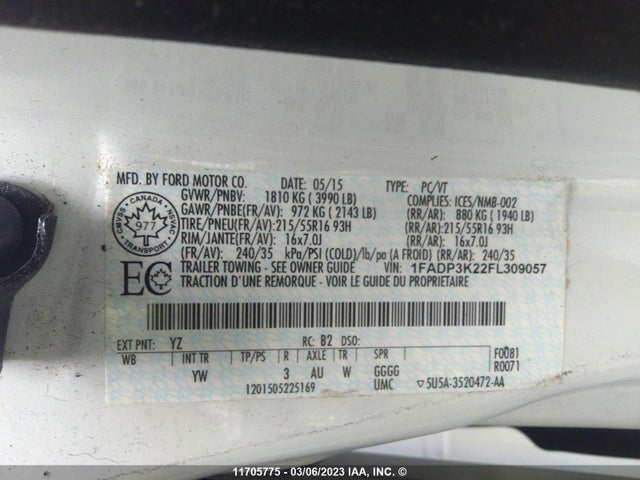 MFD. BY FORD MOTOR CO. DATE: 05/15 TYPE: PC/VT
GVWR/PNBV: 1810 KG ( 3990 LB) COMPLIES: ICES/NMB-002
GAWR/PNBE(FR/AV): 972 KG ( 2143 LB) (RR/AR): 880 KG ( 1940 LB)
TIRE/PNEU(FR/AV): 215/55R16 93H (RR/AR): 215/55R16 93H
RIM/JANTE(FR/AV): 16x7.0J (RR/AR): 16x7.0J
(FR/AV): 240/35 kPa/PSI (COLD)/lb/po (A FROID) (RR/AR): 240/35
TRAILER TOWING - SEE OWNER GUIDE VIN: 1FADP3K22FL309057
TRACTION D'UNE REMORQUE - VOIR LE GUIDE DU PROPRIETAIRE
CANADA
CMVSS NSVAC
977
TRANSPORT
EC
EXT PNT: YZ RC: B2 DSO: F0081
WB INT TR TP/PS R AXLE TR SPR R0071
YW 3 AU W GGGG
1201505225169 UMC ▽5U5A-3520472-AA
11705775 - 03/06/2023 IAA, INC. ©